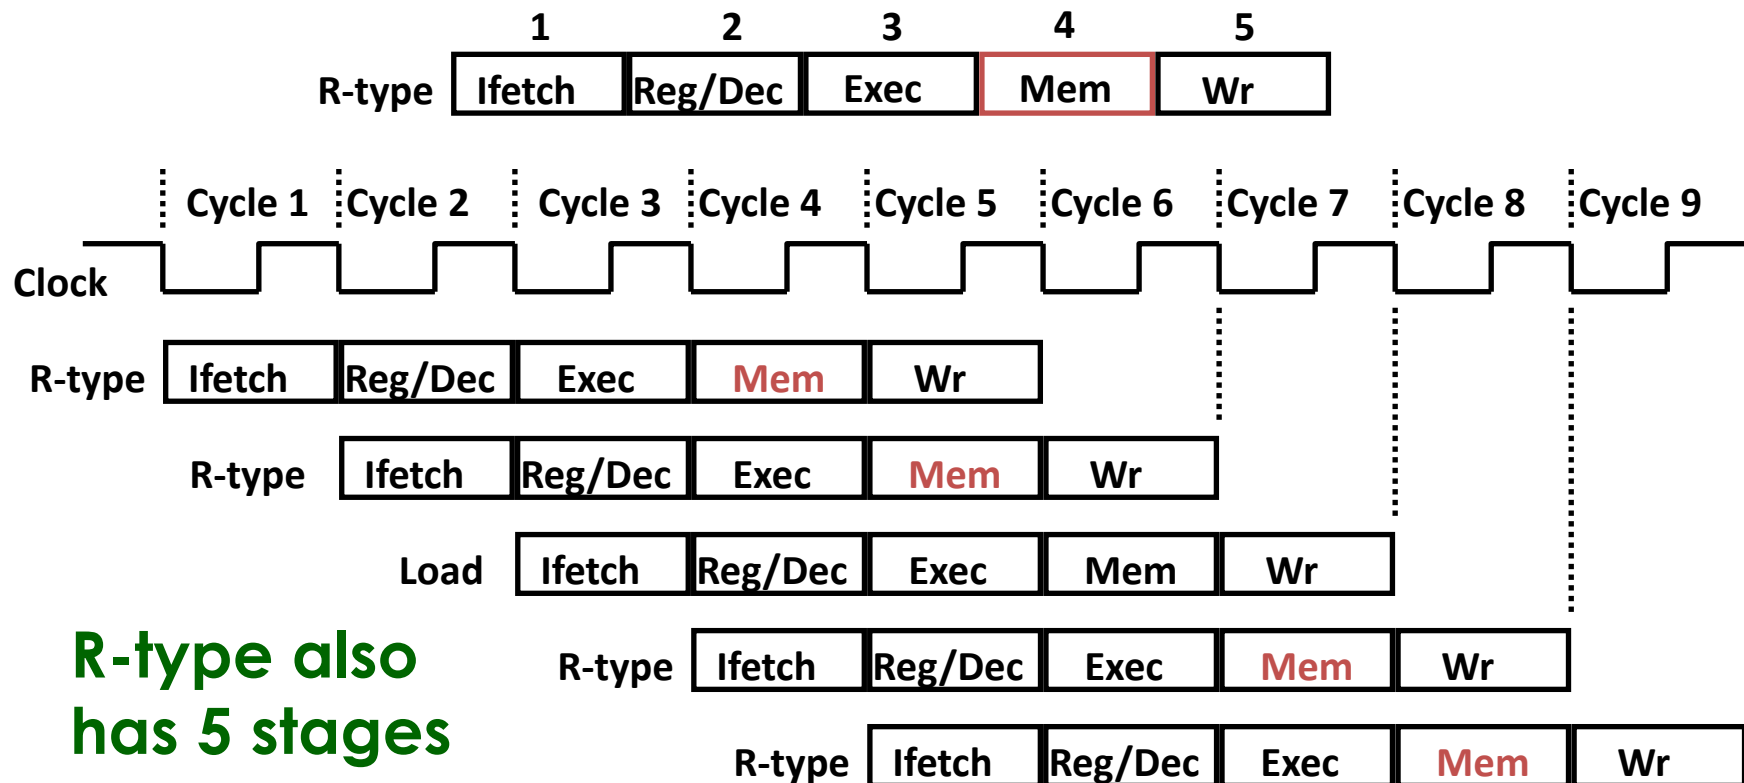 1 2 3 4 5
R-type Ifetch Reg/Dec Exec Mem Wr
Cycle 1 Cycle 2 Cycle 3 Cycle 4 Cycle 5 Cycle 6 Cycle 7 Cycle 8 Cycle 9
Clock
R-type Ifetch Reg/Dec Exec Mem Wr
R-type Ifetch Reg/Dec Exec Mem Wr
Load Ifetch Reg/Dec Exec Mem Wr
R-type Ifetch Reg/Dec Exec Mem Wr
R-type Ifetch Reg/Dec Exec Mem Wr
R-type also
has 5 stages